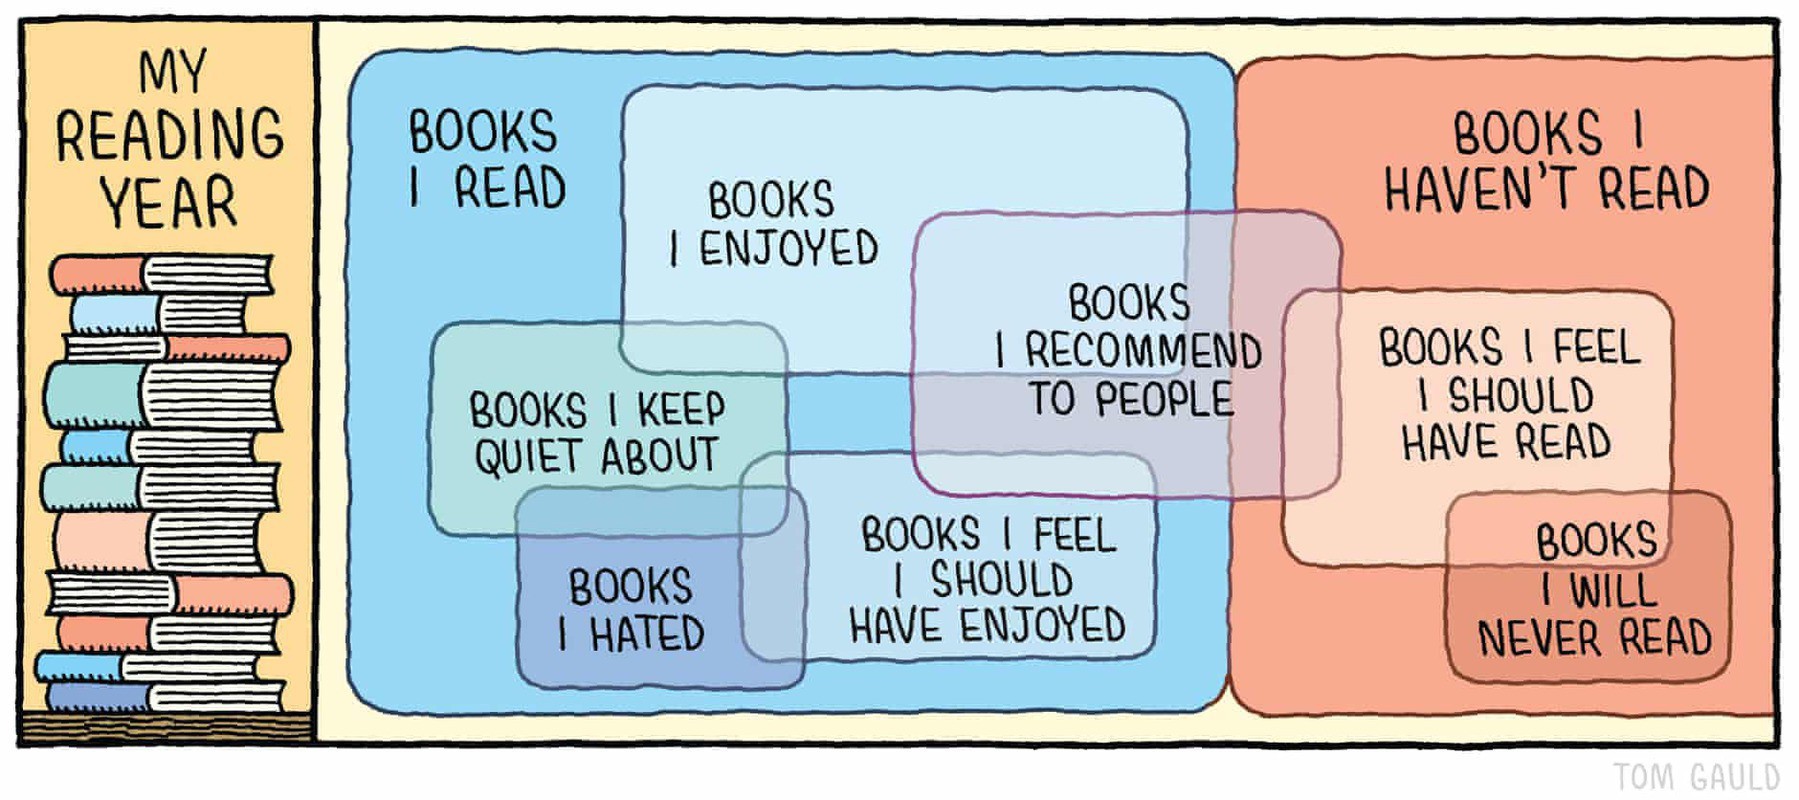 MY
READING
YEAR
BOOKS
I READ
BOOKS
I ENJOYED
BOOKS I KEEP
QUIET ABOUT
BOOKS
I HATED
BOOKS I FEEL
I SHOULD
HAVE ENJOYED
BOOKS
I RECOMMEND
TO PEOPLE
BOOKS I
HAVEN'T READ
BOOKS I FEEL
I SHOULD
HAVE READ
BOOKS
I WILL
NEVER READ
TOM GAULD